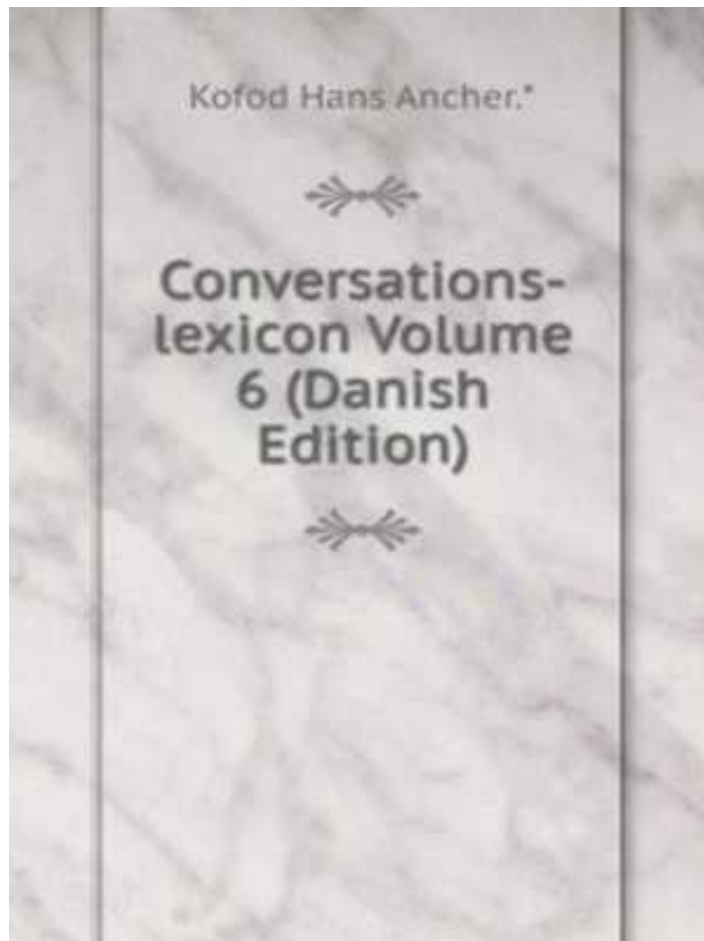 Kofod Hans Ancher.*
Conversations-
lexicon Volume
6 (Danish
Edition)